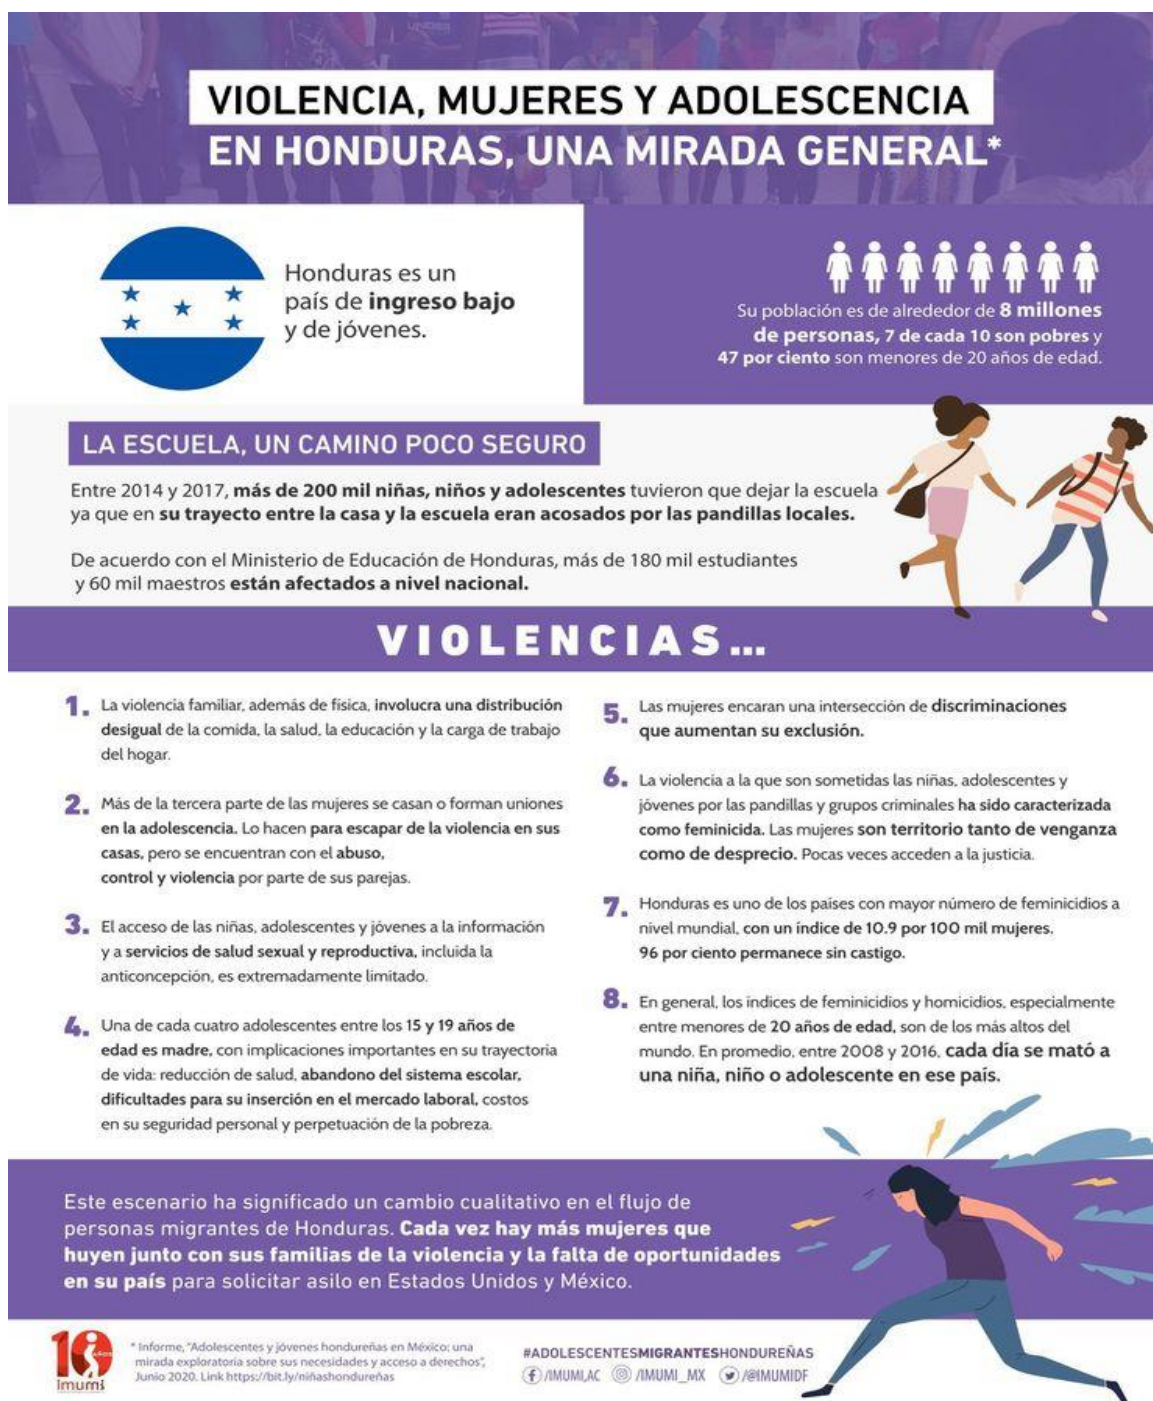 VIOLENCIA, MUJERES Y ADOLESCENCIA
EN HONDURAS, UNA MIRADA GENERAL*
Honduras es un
país de ingreso bajo
y de jóvenes.
Su población es de alrededor de 8 millones
de personas, 7 de cada 10 son pobres y
47 por ciento son menores de 20 años de edad.
LA ESCUELA, UN CAMINO POCO SEGURO
Entre 2014 y 2017, más de 200 mil niñas, niños y adolescentes tuvieron que dejar la escuela
ya que en su trayecto entre la casa y la escuela eran acosados por las pandillas locales.
De acuerdo con el Ministerio de Educación de Honduras, más de 180 mil estudiantes
y 60 mil maestros están afectados a nivel nacional.
VIOLENCIAS...
1. La violencia familiar, además de física, involucra una distribución
desigual de la comida, la salud, la educación y la carga de trabajo
del hogar.
2. Más de la tercera parte de las mujeres se casan o forman uniones
en la adolescencia. Lo hacen para escapar de la violencia en sus
casas, pero se encuentran con el abuso,
control y violencia por parte de sus parejas.
3. El acceso de las niñas, adolescentes y jóvenes a la información
y a servicios de salud sexual y reproductiva, incluida la
anticoncepción, es extremadamente limitado.
4. Una de cada cuatro adolescentes entre los 15 y 19 años de
edad es madre, con implicaciones importantes en su trayectoria
de vida: reducción de salud, abandono del sistema escolar,
dificultades para su inserción en el mercado laboral, costos
en su seguridad personal y perpetuación de la pobreza.
5. Las mujeres encaran una intersección de discriminaciones
que aumentan su exclusión.
6. La violencia a la que son sometidas las niñas, adolescentes y
jóvenes por las pandillas y grupos criminales ha sido caracterizada
como feminicida. Las mujeres son territorio tanto de venganza
como de desprecio. Pocas veces acceden a la justicia.
7. Honduras es uno de los países con mayor número de feminicidios a
nivel mundial, con un índice de 10.9 por 100 mil mujeres.
96 por ciento permanece sin castigo.
8. En general, los índices de feminicidios y homicidios, especialmente
entre menores de 20 años de edad, son de los más altos del
mundo. En promedio, entre 2008 y 2016, cada día se mató a
una niña, niño o adolescente en ese país.
Este escenario ha significado un cambio cualitativo en el flujo de
personas migrantes de Honduras. Cada vez hay más mujeres que
huyen junto con sus familias de la violencia y la falta de oportunidades
en su país para solicitar asilo en Estados Unidos y México.
10 AÑOS
imumi
* Informe, "Adolescentes y jóvenes hondureñas en México: una
mirada exploratoria sobre sus necesidades y acceso a derechos",
Junio 2020. Link https://bit.ly/niñashondureñas
#ADOLESCENTESMIGRANTESHONDUREÑAS
/IMUMI,AC /IMUMI_MX /@IMUMIDF